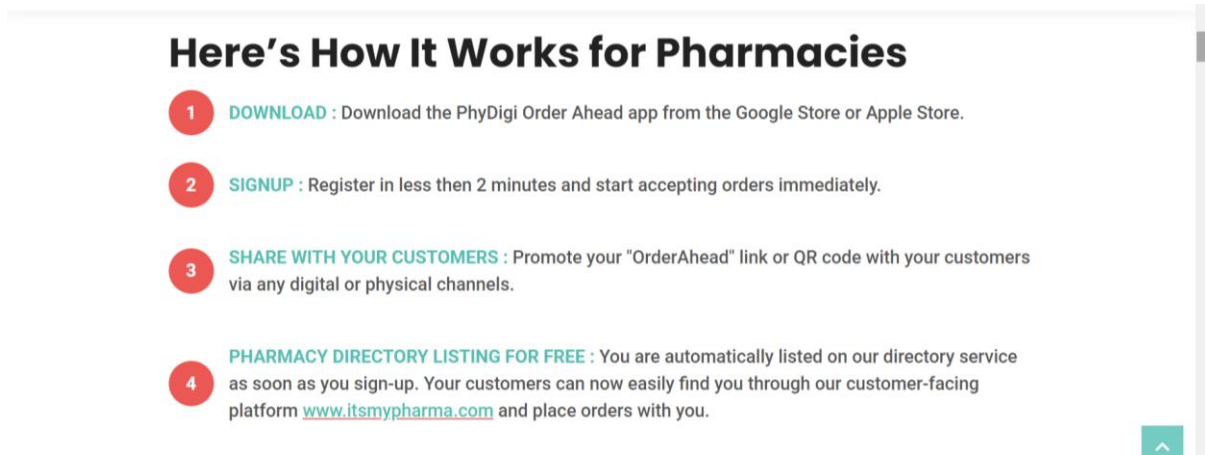 Here’s How It Works for Pharmacies
1 DOWNLOAD : Download the PhyDigi Order Ahead app from the Google Store or Apple Store.
2 SIGNUP : Register in less then 2 minutes and start accepting orders immediately.
SHARE WITH YOUR CUSTOMERS : Promote your "OrderAhead" link or QR code with your customers
3 via any digital or physical channels.
PHARMACY DIRECTORY LISTING FOR FREE : You are automatically listed on our directory service
4 as soon as you sign-up. Your customers can now easily find you through our customer-facing
platform www.itsmypharma.com and place orders with you.